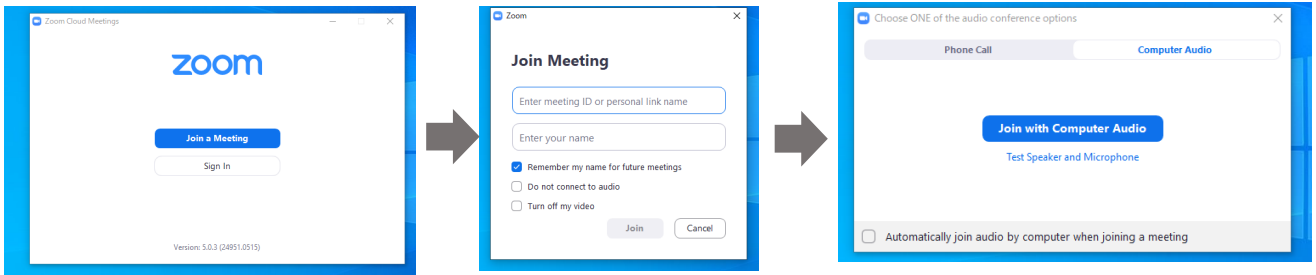 Zoom Cloud Meetings
zoom
Join a Meeting
Sign In
Version: 5.0.3 (24951.0515)
Zoom
Join Meeting
Enter meeting ID or personal link name
Enter your name
Remember my name for future meetings
Do not connect to audio
Turn off my video
Join Cancel
Choose ONE of the audio conference options
Phone Call Computer Audio
Join with Computer Audio
Test Speaker and Microphone
Automatically join audio by computer when joining a meeting